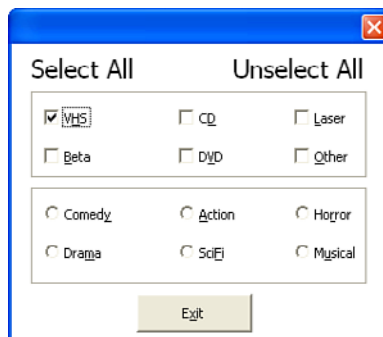 Select All Unselect All
VHS CD Laser
Beta DVD Other
Comedy Action Horror
Drama SciFi Musical
Exit